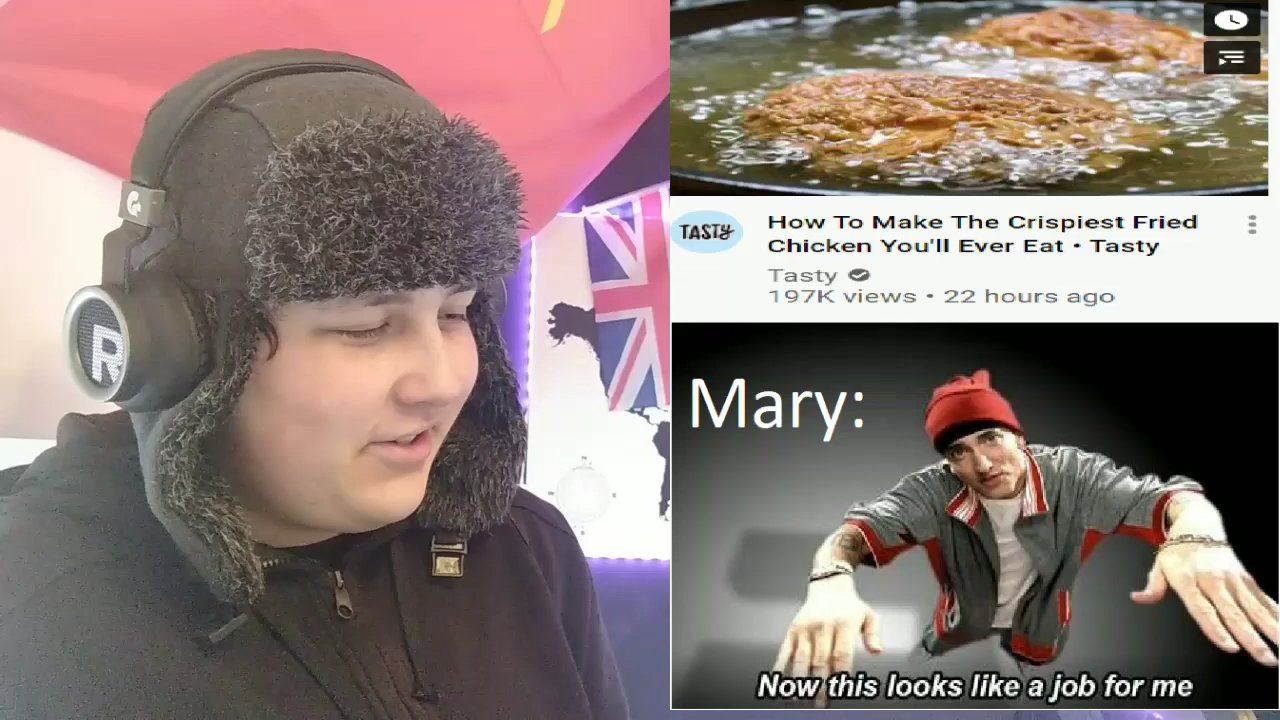 R
TASTY
How To Make The Crispiest Fried
Chicken You'll Ever Eat • Tasty
Tasty
197K views • 22 hours ago
Mary:
Now this looks like a job for me